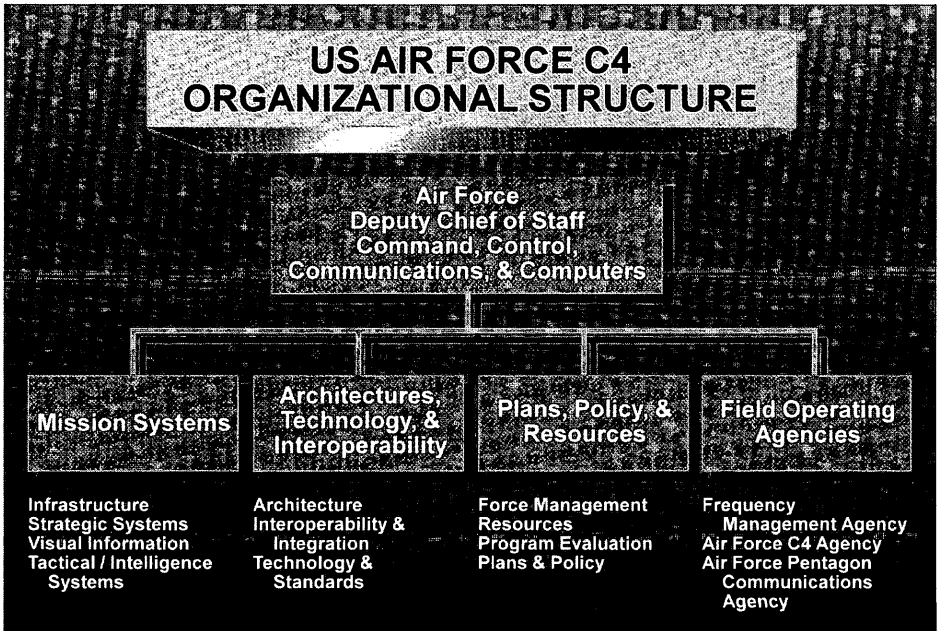 US AIR FORCE C4
ORGANIZATIONAL STRUCTURE
Air Force
Deputy Chief of Staff
Command, Control,
Communications, & Computers
Mission Systems
Architectures,
Technology, &
Interoperability
Plans, Policy, &
Resources
Field Operating
Agencies
Infrastructure
Strategic Systems
Visual Information
Tactical / Intelligence
Systems
Architecture
Interoperability &
Integration
Technology &
Standards
Force Management
Resources
Program Evaluation
Plans & Policy
Frequency
Management Agency
Air Force C4 Agency
Air Force Pentagon
Communications
Agency